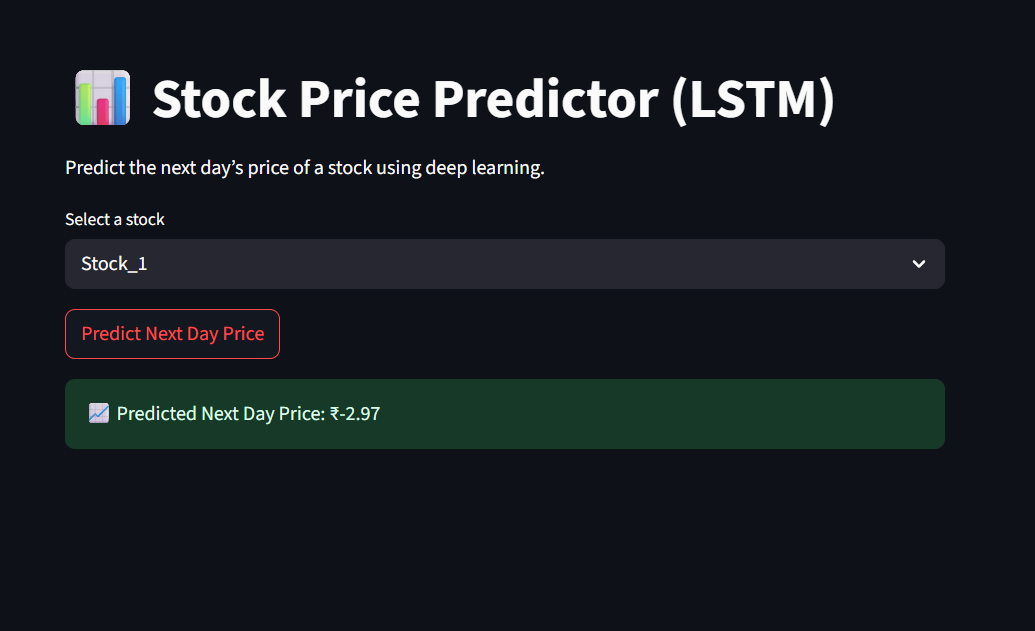 Stock Price Predictor (LSTM)
Predict the next day’s price of a stock using deep learning.
Select a stock
Stock_1
Predict Next Day Price
Predicted Next Day Price: ₹-2.97